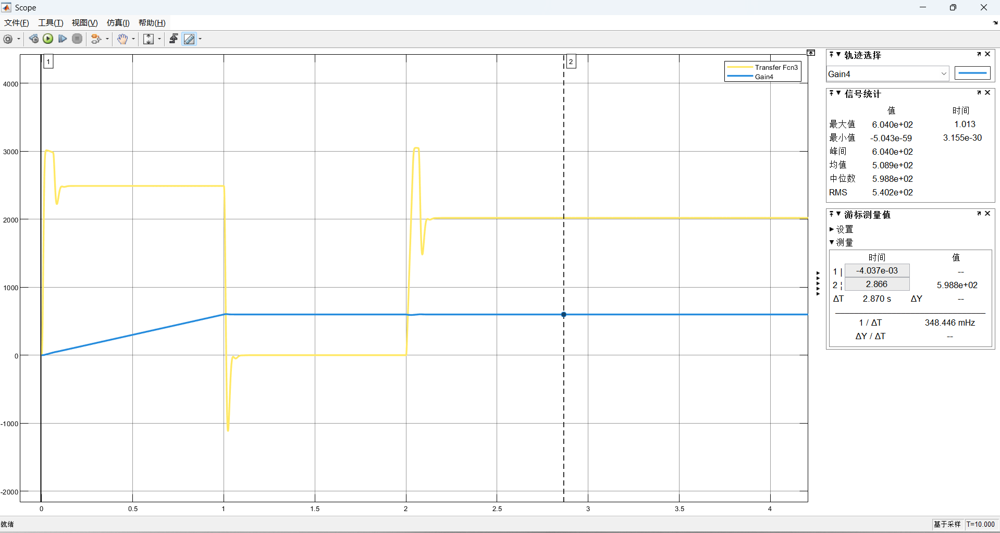 Scope
文件(F) 工具(T) 视图(V) 仿真(I) 帮助(H)
1
2
Transfer Fcn3
Gain4
4000
3000
2000
1000
0
-1000
-2000
0 0.5 1 1.5 2 2.5 3 3.5 4
轨迹选择
Gain4
信号统计
值 时间
最大值 6.040e+02 1.013
最小值 -5.043e-59 3.155e-30
峰间 6.040e+02
均值 5.089e+02
中位数 5.988e+02
RMS 5.402e+02
游标测量值
设置
测量
时间 值
1 | -4.037e-03 --
2 ¦ 2.866 5.988e+02
ΔT 2.870 s ΔY --
1 / ΔT 348.446 mHz
ΔY / ΔT --
就绪
基于采样 T=10.000